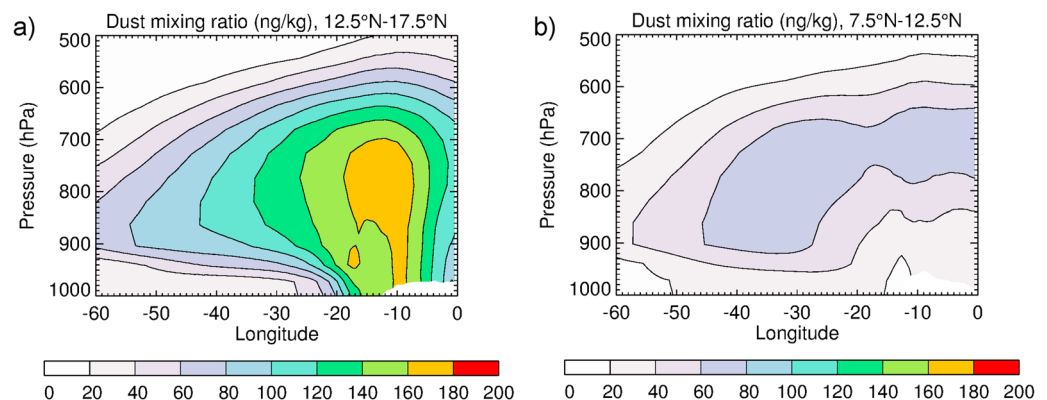 a)
Dust mixing ratio (ng/kg), 12.5°N-17.5°N
500
600
700
800
900
1000
Pressure (hPa)
-60 -50 -40 -30 -20 -10 0
Longitude
0 20 40 60 80 100 120 140 160 180 200
b)
Dust mixing ratio (ng/kg), 7.5°N-12.5°N
500
600
700
800
900
1000
Pressure (hPa)
-60 -50 -40 -30 -20 -10 0
Longitude
0 20 40 60 80 100 120 140 160 180 200